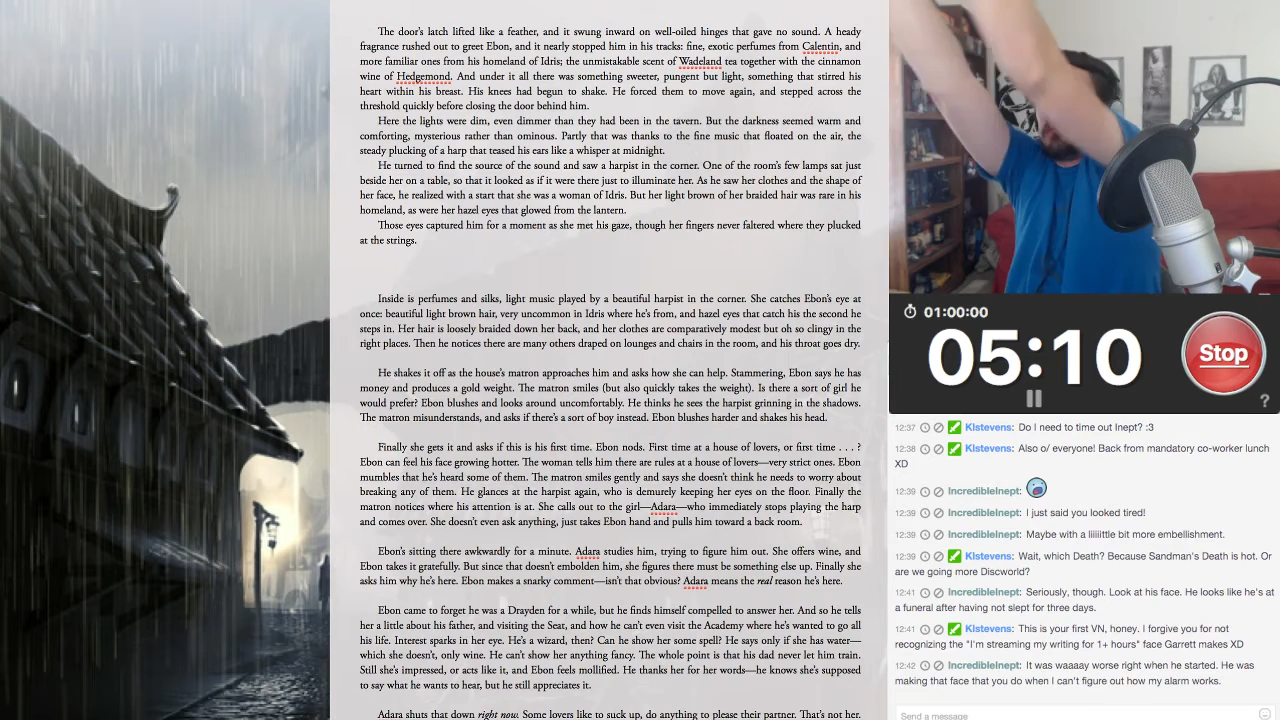 The door's latch lifted like a feather, and it swung inward on well-oiled hinges that gave no sound. A heady
fragrance rushed out to greet Ebon, and it nearly stopped him in his tracks: fine, exotic perfumes from Calentin, and
more familiar ones from his homeland of Idris; the unmistakable scent of Wadeland tea together with the cinnamon
wine of Hedgemond. And under it all there was something sweeter, pungent but light, something that stirred his
heart within his breast. His knees had begun to shake. He forced them to move again, and stepped across the
threshold quickly before closing the door behind him.
Here the lights were dim, even dimmer than they had been in the tavern. But the darkness seemed warm and
comforting, mysterious rather than ominous. Partly that was thanks to the fine music that floated on the air, the
steady plucking of a harp that teased his ears like a whisper at midnight.
He turned to find the source of the sound and saw a harpist in the corner. One of the room's few lamps sat just
beside her on a table, so that it looked as if it were there just to illuminate her. As he saw her clothes and the shape of
her face, he realized with a start that she was a woman of Idris. But her light brown of her braided hair was rare in his
homeland, as were her hazel eyes that glowed from the lantern.
Those eyes captured him for a moment as she met his gaze, though her fingers never faltered where they plucked
at the strings.
Inside is perfumes and silks, light music played by a beautiful harpist in the corner. She catches Ebon's eye at
once: beautiful light brown hair, very uncommon in Idris where he's from, and hazel eyes that catch his the second he
steps in. Her hair is loosely braided down her back, and her clothes are comparatively modest but oh so clingy in the
right places. Then he notices there are many others draped on lounges and chairs in the room, and his throat goes dry.
He shakes it off as the house's matron approaches him and asks how she can help. Stammering, Ebon says he has
money and produces a gold weight. The matron smiles (but also quickly takes the weight). Is there a sort of girl he
would prefer? Ebon blushes and looks around uncomfortably. He thinks he sees the harpist grinning in the shadows.
The matron misunderstands, and asks if there's a sort of boy instead. Ebon blushes harder and shakes his head.
Finally she gets it and asks if this is his first time. Ebon nods. First time at a house of lovers, or first time . . . ?
Ebon can feel his face growing hotter. The woman tells him there are rules at a house of lovers—very strict ones. Ebon
mumbles that he's heard some of them. The matron smiles gently and says she doesn't think he needs to worry about
breaking any of them. He glances at the harpist again, who is demurely keeping her eyes on the floor. Finally the
matron notices where his attention is at. She calls out to the girl—Adara—who immediately stops playing the harp
and comes over. She doesn't even ask anything, just takes Ebon hand and pulls him toward a back room.
Ebon's sitting there awkwardly for a minute. Adara studies him, trying to figure him out. She offers wine, and
Ebon takes it gratefully. But since that doesn't embolden him, she figures there must be something else up. Finally she
asks him why he's here. Ebon makes a snarky comment—isn't that obvious? Adara means the real reason he's here.
Ebon came to forget he was a Drayden for a while, but he finds himself compelled to answer her. And so he tells
her a little about his father, and visiting the Seat, and how he can't even visit the Academy where he's wanted to go all
his life. Interest sparks in her eye. He's a wizard, then? Can he show her some spell? He says only if she has water—
which she doesn't, only wine. He can't show her anything fancy. The whole point is that his dad never let him train.
Still she's impressed, or acts like it, and Ebon feels mollified. He thanks her for her words—he knows she's supposed
to say what he wants to hear, but he still appreciates it.
Adara shuts that down right now. Some lovers like to suck up, do anything to please their partner. That's not her.
01:00:00
05:10
Stop
?
12:37 KIstevens: Do I need to time out Inept? :3
12:38 KIstevens: Also o/ everyone! Back from mandatory co-worker lunch
XD
12:39 IncredibleInept:
12:39 IncredibleInept: I just said you looked tired!
12:39 IncredibleInept: Maybe with a liiiiiittle bit more embellishment.
12:39 KIstevens: Wait, which Death? Because Sandman's Death is hot. Or
are we going more Discworld?
12:41 IncredibleInept: Seriously, though. Look at his face. He looks like he's at
a funeral after having not slept for three days.
12:41 KIstevens: This is your first VN, honey. I forgive you for not
recognizing the "I'm streaming my writing for 1+ hours" face Garrett makes XD
12:42 IncredibleInept: It was waaaay worse right when he started. He was
making that face that you do when I can't figure out how my alarm works.
Send a message